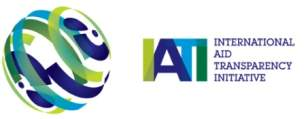 IATI
INTERNATIONAL
AID
TRANSPARENCY
INITIATIVE